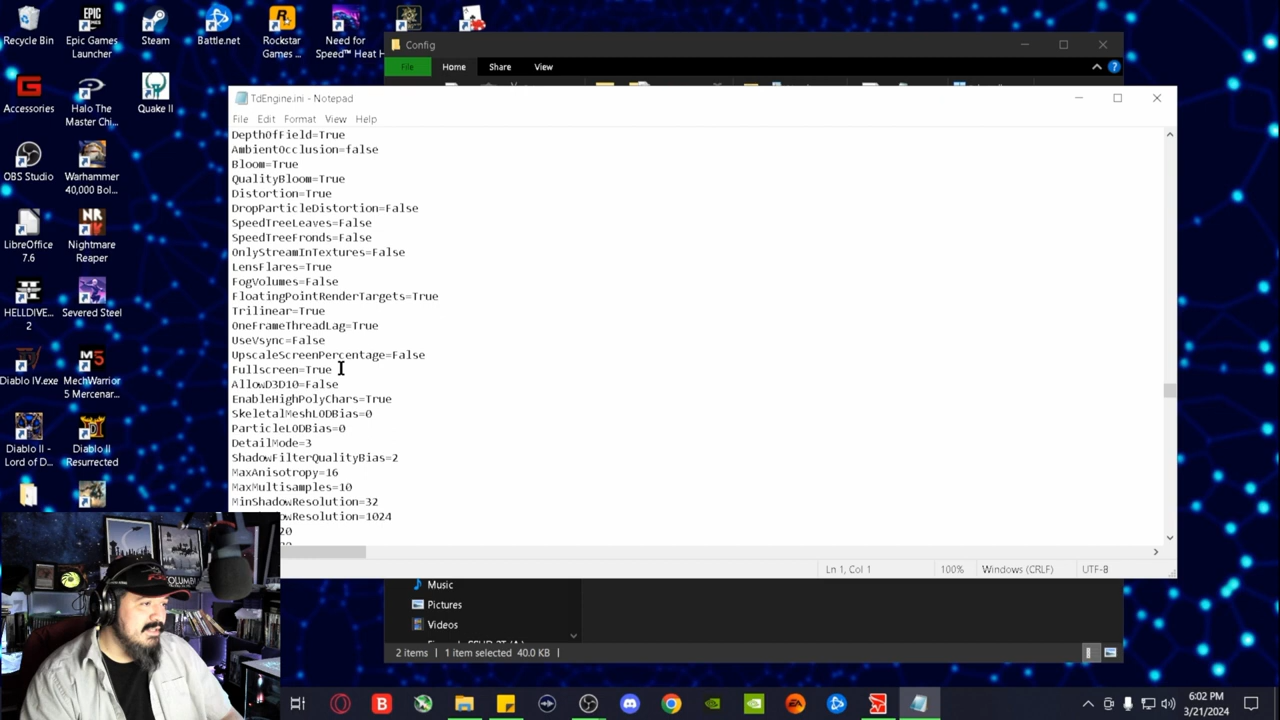 Recycle Bin
Epic Games
Launcher
Steam
Battle.net
Rockstar
Games ...
Need for
Speed™ Heat
Accessories
Halo The
Master Chi...
Quake II
OBS Studio
Warhammer
40,000 Bol...
LibreOffice
7.6
Nightmare
Reaper
HELLDIVE...
2
Severed Steel
Diablo IV.exe
MechWarrior
5 Mercenar...
Diablo II -
Lord of D...
Diablo II
Resurrected
Config
File Home Share View
TdEngine.ini - Notepad
File Edit Format View Help
DepthOfField=True
AmbientOcclusion=false
Bloom=True
QualityBloom=True
Distortion=True
DropParticleDistortion=False
SpeedTreeLeaves=False
SpeedTreeFronds=False
OnlyStreamInTextures=False
LensFlares=True
FogVolumes=False
FloatingPointRenderTargets=True
Trilinear=True
OneFrameThreadLag=True
UseVsync=False
UpscaleScreenPercentage=False
Fullscreen=True
AllowD3D10=False
EnableHighPolyChars=True
SkeletalMeshLODBias=0
ParticleLODBias=0
DetailMode=3
ShadowFilterQualityBias=2
MaxAnisotropy=16
MaxMultisamples=10
MinShadowResolution=32
Resolution=1024
20
Ln 1, Col 1 100% Windows (CRLF) UTF-8
Music
Pictures
Videos
2 items 1 item selected 40.0 KB
COLUMBIA
6:02 PM
3/21/2024